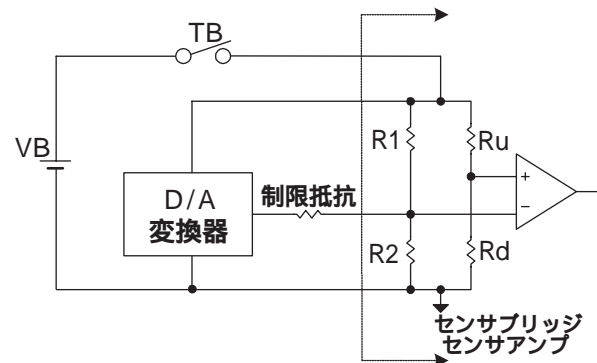 TB
VB
R1
Ru
D/A
変換器
制限抵抗
+
−
R2
Rd
センサブリッジ
センサアンプ